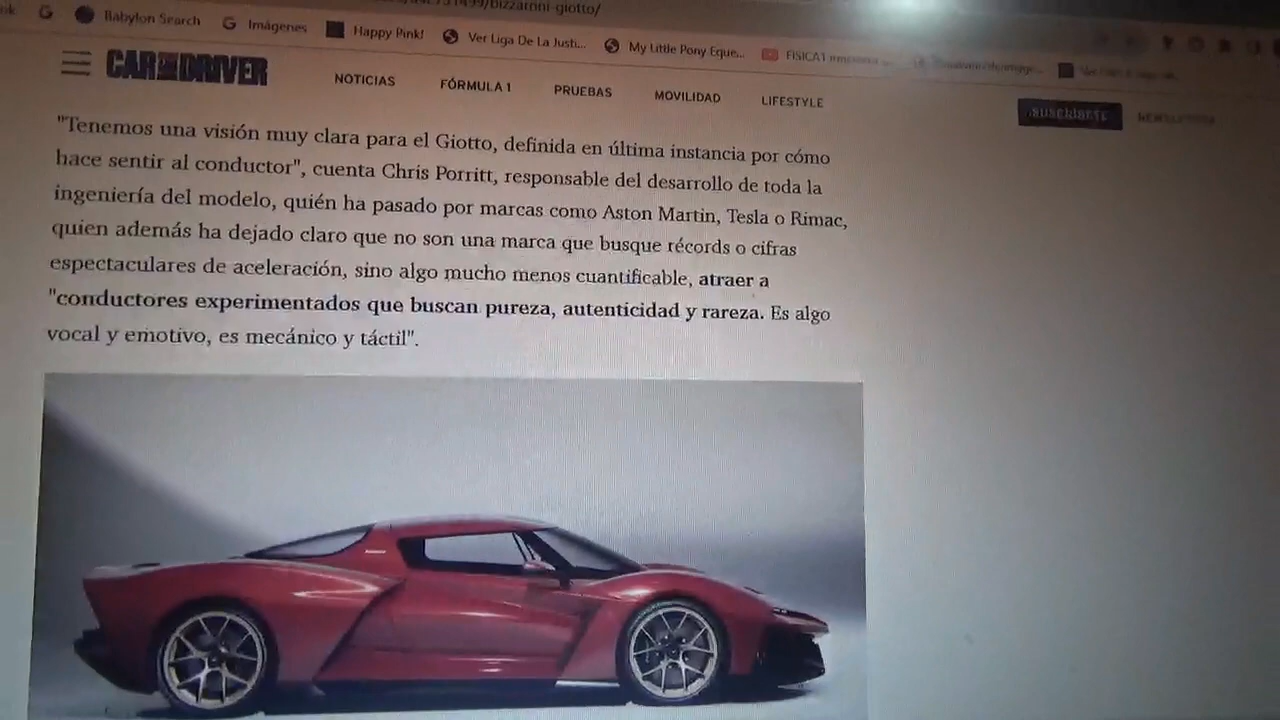 bizzarrini-giotto/
Babylon Search Imágenes Happy Pink! Ver Liga De La Justi... My Little Pony Eque... FISICA1
CAR AND DRIVER
NOTICIAS FÓRMULA 1 PRUEBAS MOVILIDAD LIFESTYLE
SUSCRÍBETE NEWSLETTER
"Tenemos una visión muy clara para el Giotto, definida en última instancia por cómo
hace sentir al conductor", cuenta Chris Porritt, responsable del desarrollo de toda la
ingeniería del modelo, quién ha pasado por marcas como Aston Martin, Tesla o Rimac,
quien además ha dejado claro que no son una marca que busque récords o cifras
espectaculares de aceleración, sino algo mucho menos cuantificable, atraer a
"conductores experimentados que buscan pureza, autenticidad y rareza. Es algo
vocal y emotivo, es mecánico y táctil".